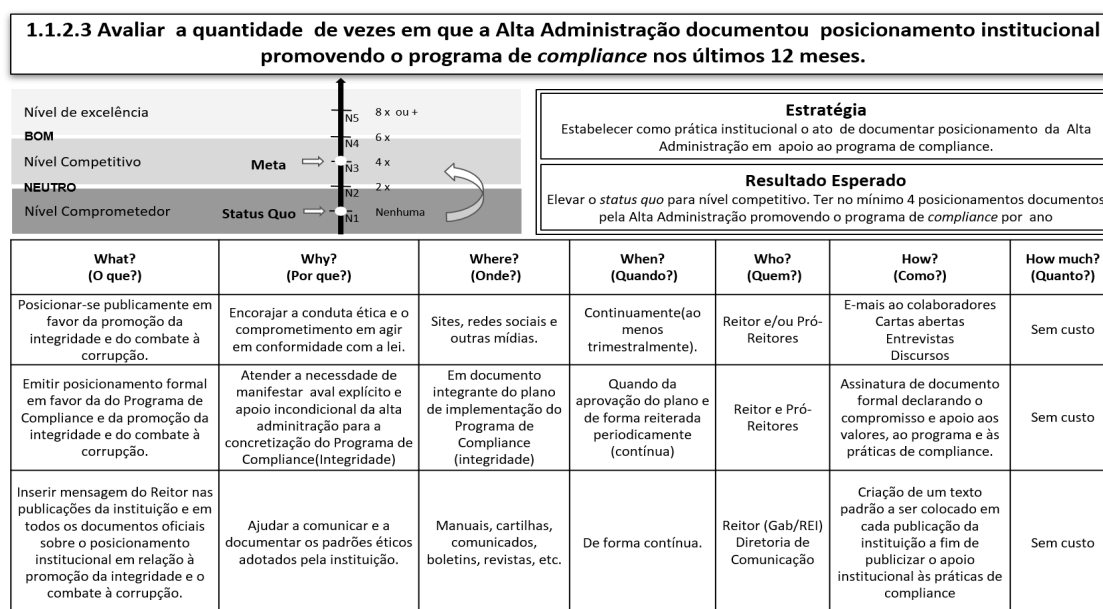 1.1.2.3 Avaliar a quantidade de vezes em que a Alta Administração documentou posicionamento institucional
promovendo o programa de compliance nos últimos 12 meses.
Nível de excelência
N5
8 x ou +
BOM
N4
6 x
Nível Competitivo
Meta
N3
4 x
NEUTRO
N2
2 x
Nível Comprometedor
Status Quo
N1
Nenhuma
Estratégia
Estabelecer como prática institucional o ato de documentar posicionamento da Alta
Administração em apoio ao programa de compliance.
Resultado Esperado
Elevar o status quo para nível competitivo. Ter no mínimo 4 posicionamentos documentos
pela Alta Administração promovendo o programa de compliance por ano
What?
(O que?)
Why?
(Por que?)
Where?
(Onde?)
When?
(Quando?)
Who?
(Quem?)
How?
(Como?)
How much?
(Quanto?)
Posicionar-se publicamente em
favor da promoção da
integridade e do combate à
corrupção.
Encorajar a conduta ética e o
comprometimento em agir
em conformidade com a lei.
Sites, redes sociais e
outras mídias.
Continuamente(ao
menos
trimestralmente).
Reitor e/ou Pró-
Reitores
E-mais ao colaboradores
Cartas abertas
Entrevistas
Discursos
Sem custo
Emitir posicionamento formal
em favor da do Programa de
Compliance e da promoção da
integridade e do combate à
corrupção.
Atender a necessdade de
manifestar aval explícito e
apoio incondicional da alta
adminitração para a
concretização do Programa de
Compliance(Integridade)
Em documento
integrante do plano
de implementação do
Programa de
Compliance
(integridade)
Quando da
aprovação do plano e
de forma reiterada
periodicamente
(contínua)
Reitor e Pró-
Reitores
Assinatura de documento
formal declarando o
compromisso e apoio aos
valores, ao programa e às
práticas de compliance.
Sem custo
Inserir mensagem do Reitor nas
publicações da instituição e em
todos os documentos oficiais
sobre o posicionamento
institucional em relação à
promoção da integridade e o
combate à corrupção.
Ajudar a comunicar e a
documentar os padrões éticos
adotados pela instituição.
Manuais, cartilhas,
comunicados,
boletins, revistas, etc.
De forma contínua.
Reitor (Gab/REI)
Diretoria de
Comunicação
Criação de um texto
padrão a ser colocado em
cada publicação da
instituição a fim de
publicizar o apoio
institucional às práticas de
compliance
Sem custo